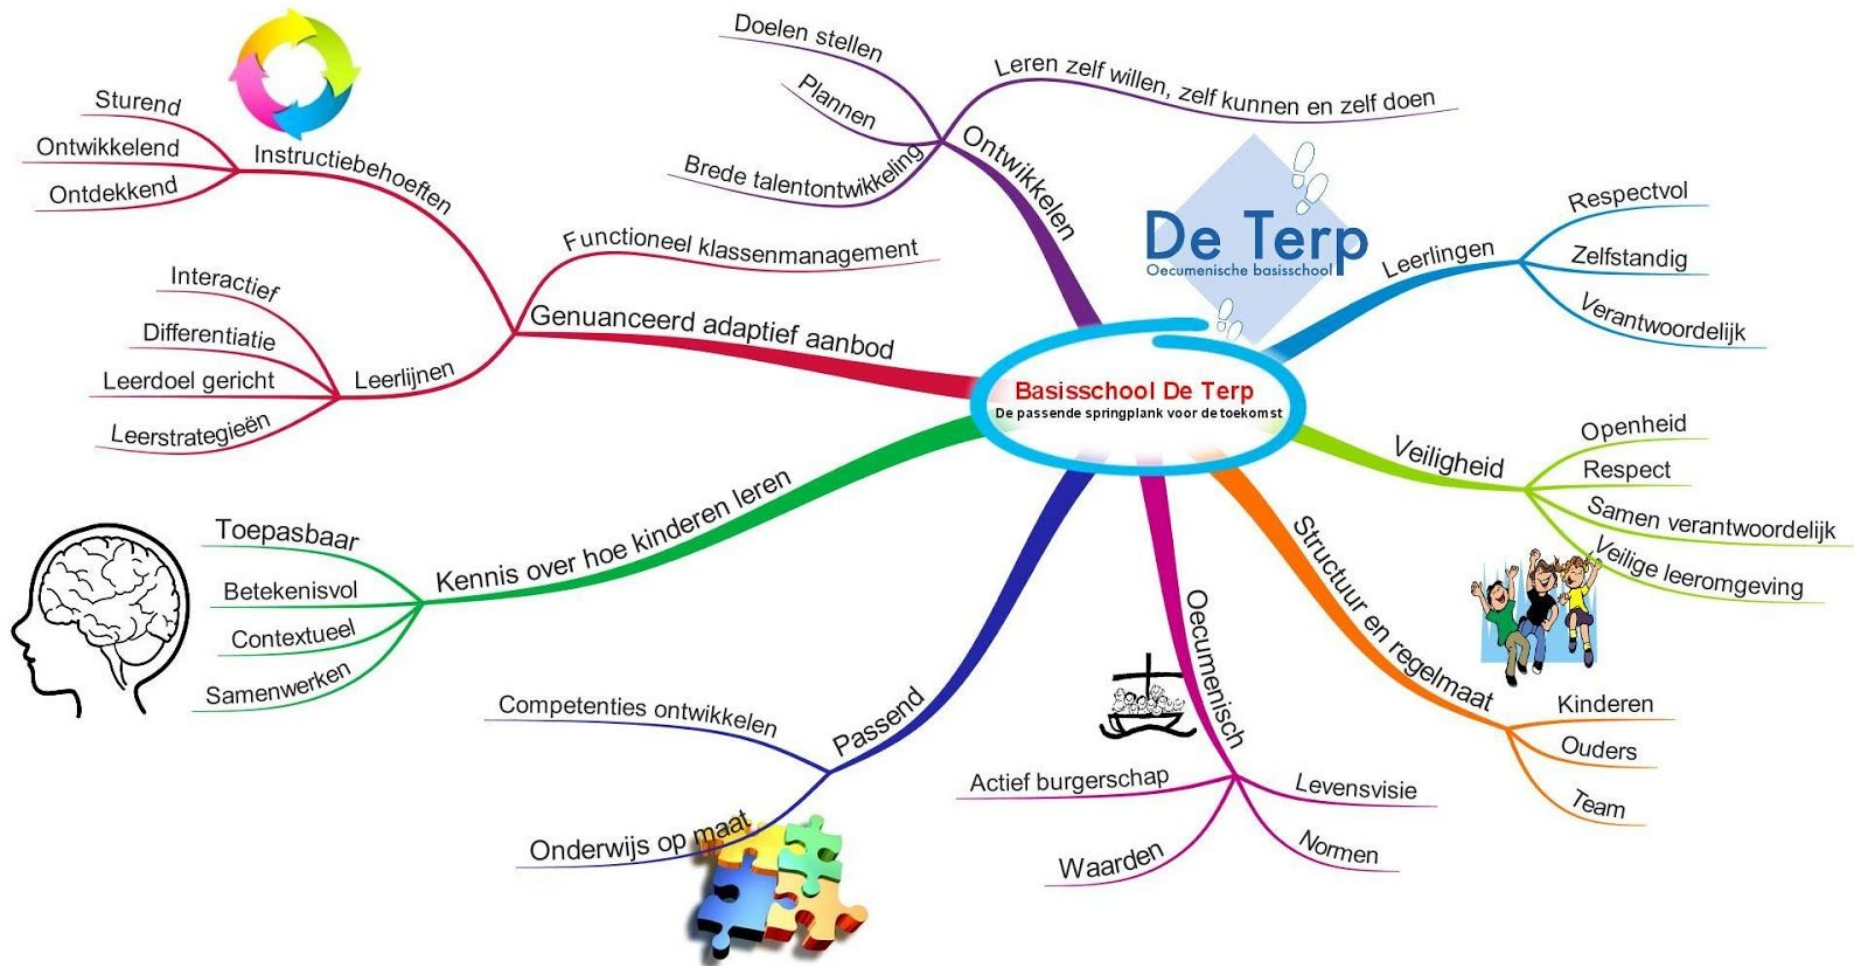 Basisschool De Terp
De passende springplank voor de toekomst
De Terp
Oecumenische basisschool
Leerlingen
Respectvol
Zelfstandig
Verantwoordelijk
Veiligheid
Openheid
Respect
Samen verantwoordelijk
Veilige leeromgeving
Structuur en regelmaat
Kinderen
Ouders
Team
Oecumenisch
Levensvisie
Normen
Waarden
Actief burgerschap
Passend
Competenties ontwikkelen
Onderwijs op maat
Kennis over hoe kinderen leren
Toepasbaar
Betekenisvol
Contextueel
Samenwerken
Genuanceerd adaptief aanbod
Functioneel klassenmanagement
Instructiebehoeften
Sturend
Ontwikkelend
Ontdekkend
Leerlijnen
Interactief
Differentiatie
Leerdoel gericht
Leerstrategieën
Ontwikkelen
Doelen stellen
Plannen
Brede talentontwikkeling
Leren zelf willen, zelf kunnen en zelf doen